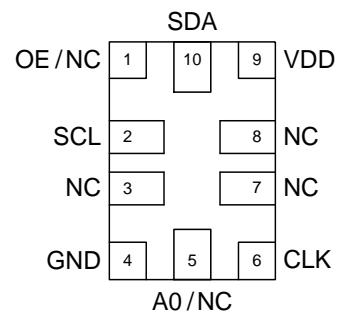 SDA
OE/NC 1 10 9 VDD
SCL 2 8 NC
NC 3 7 NC
GND 4 5 6 CLK
A0/NC